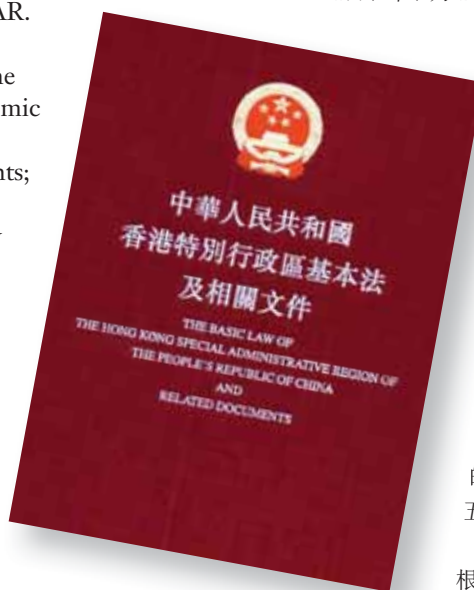 AR.
ne
mic
nts;
中華人民共和國
香港特別行政區基本法
及相關文件
THE BASIC LAW OF
THE HONG KONG SPECIAL ADMINISTRATIVE REGION OF
THE PEOPLE'S REPUBLIC OF CHINA
AND
RELATED DOCUMENTS
的
五
根